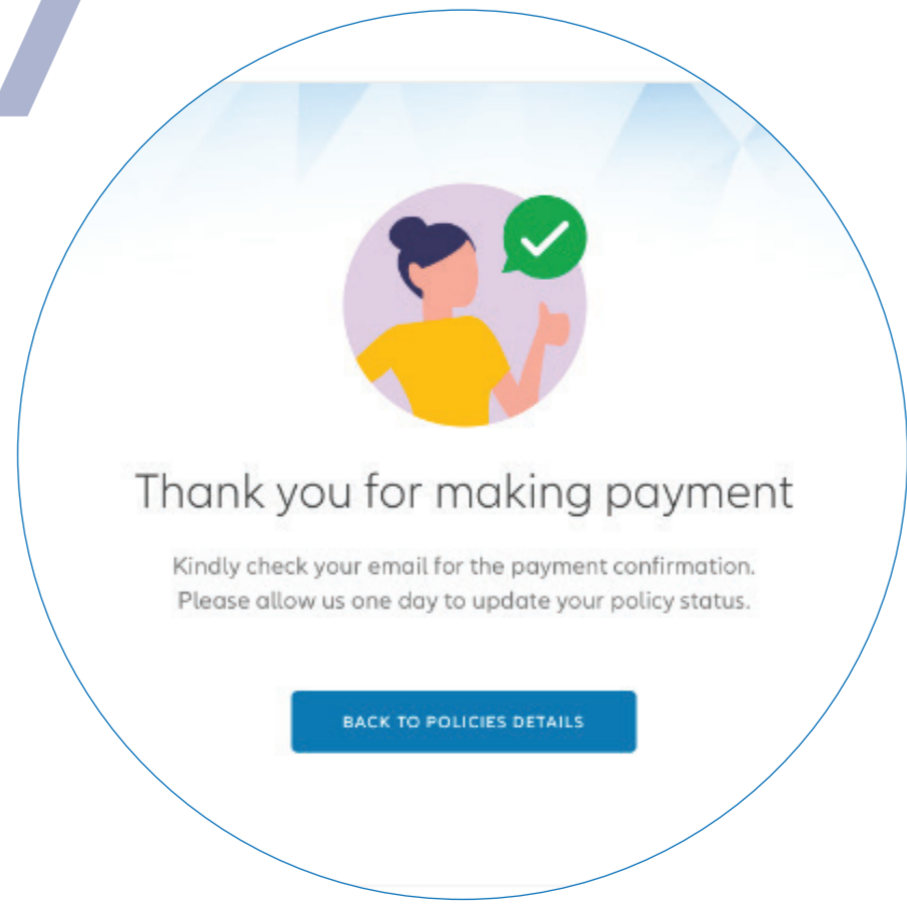 Thank you for making payment
Kindly check your email for the payment confirmation.
Please allow us one day to update your policy status.
BACK TO POLICIES DETAILS